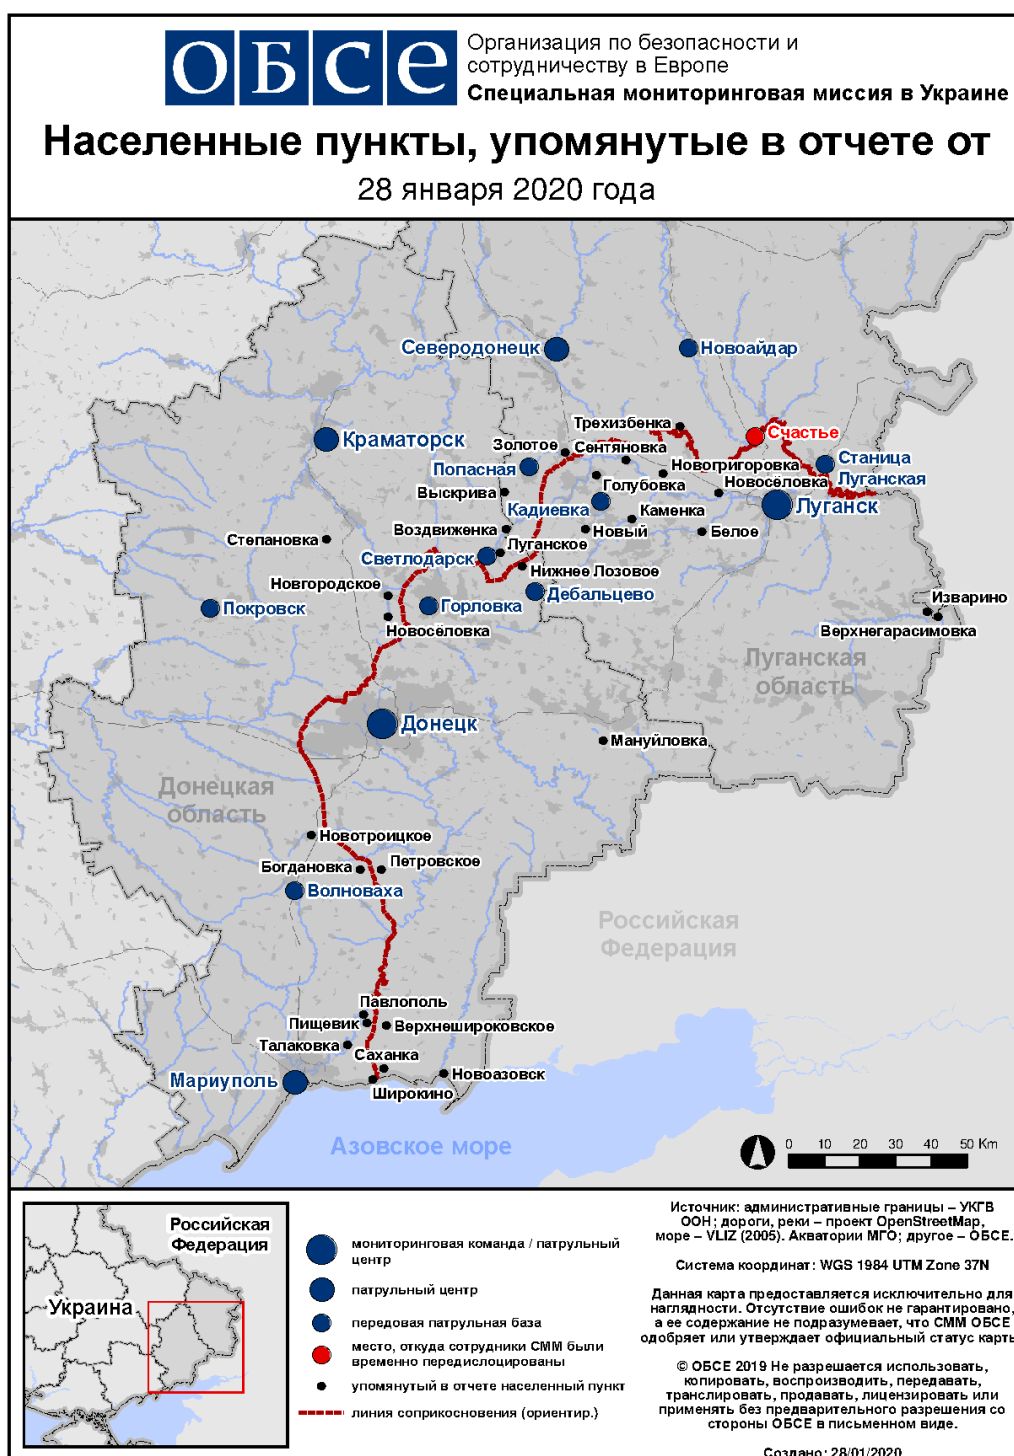 ОБСЕ
Организация по безопасности и
сотрудничеству в Европе
Специальная мониторинговая миссия в Украине
Населенные пункты, упомянутые в отчете от
28 января 2020 года
Северодонецк
Новоайдар
Трехизбенка
Счастье
Краматорск
Золотое
Сентяновка
Станица
Луганская
Попасная
Новогригоровка
Голубовка
Новосёловка
Выскрива
Кадиевка
Луганск
Каменка
Воздвиженка
Новый
Белое
Степановка
Луганское
Светлодарск
Нижнее Лозовое
Новгородское
Дебальцево
Изварино
Покровск
Горловка
Новосёловка
Верхнегарасимовка
Луганская
область
Донецк
Мануйловка
Донецкая
область
Новотроицкое
Богдановка
Петровское
Волноваха
Российская
Федерация
Павлополь
Пищевик
Верхнешироковское
Талаковка
Саханка
Новоазовск
Мариуполь
Широкино
Азовское море
0 10 20 30 40 50 Km
Российская
Федерация
Украина
мониторинговая команда / патрульный
центр
патрульный центр
передовая патрульная база
место, откуда сотрудники СММ были
временно передислоцированы
упомянутый в отчете населенный пункт
линия соприкосновения (ориентир.)
Источник: административные границы – УКГВ
ООН; дороги, реки – проект OpenStreetMap,
море – VLIZ (2005). Акватории МГО; другое – ОБСЕ.
Система координат: WGS 1984 UTM Zone 37N
Данная карта предоставляется исключительно для
наглядности. Отсутствие ошибок не гарантировано,
а ее содержание не подразумевает, что СММ ОБСЕ
одобряет или утверждает официальный статус карты
© ОБСЕ 2019 Не разрешается использовать,
копировать, воспроизводить, передавать,
транслировать, продавать, лицензировать или
применять без предварительного разрешения со
стороны ОБСЕ в письменном виде.
Создано: 28/01/2020